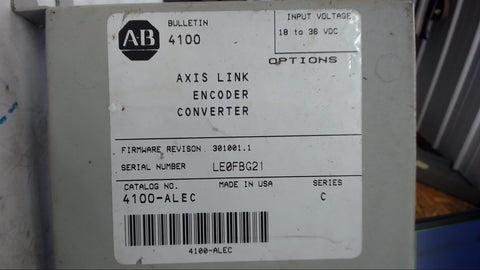 AB
BULLETIN
4100
INPUT VOLTAGE
18 to 36 VDC
OPTIONS
AXIS LINK
ENCODER
CONVERTER
FIRMWARE REVISON. 301001.1
SERIAL NUMBER LE0FBG21
CATALOG NO. MADE IN USA SERIES
4100-ALEC C
4100-ALEC